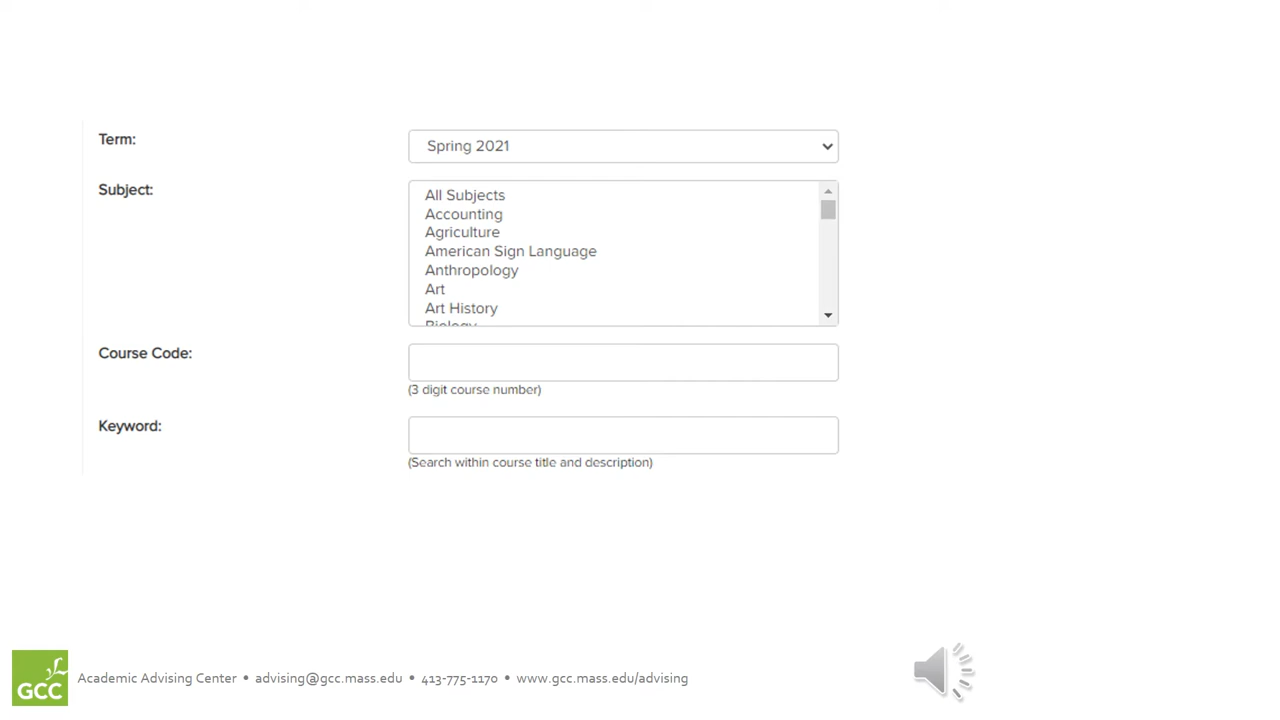 Term:
Spring 2021
Subject:
All Subjects
Accounting
Agriculture
American Sign Language
Anthropology
Art
Art History
Biology
Course Code:
(3 digit course number)
Keyword:
(Search within course title and description)
GCC
Academic Advising Center • advising@gcc.mass.edu • 413-775-1170 • www.gcc.mass.edu/advising